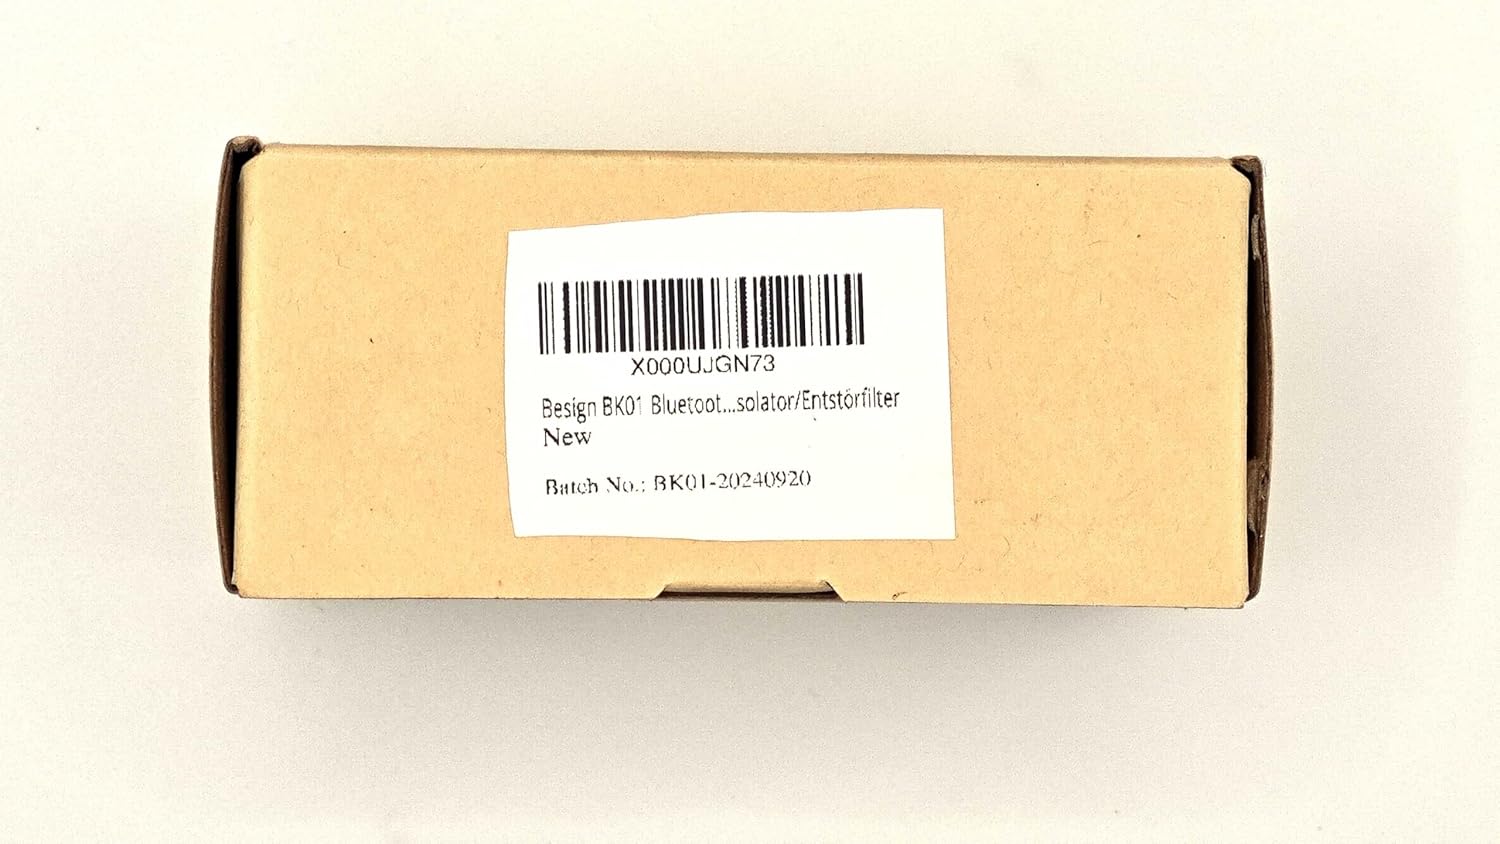 X000UJGN73
Besign BK01 Bluetoot...solator/Entstörfilter
New
Batch No.: BK01-20240920